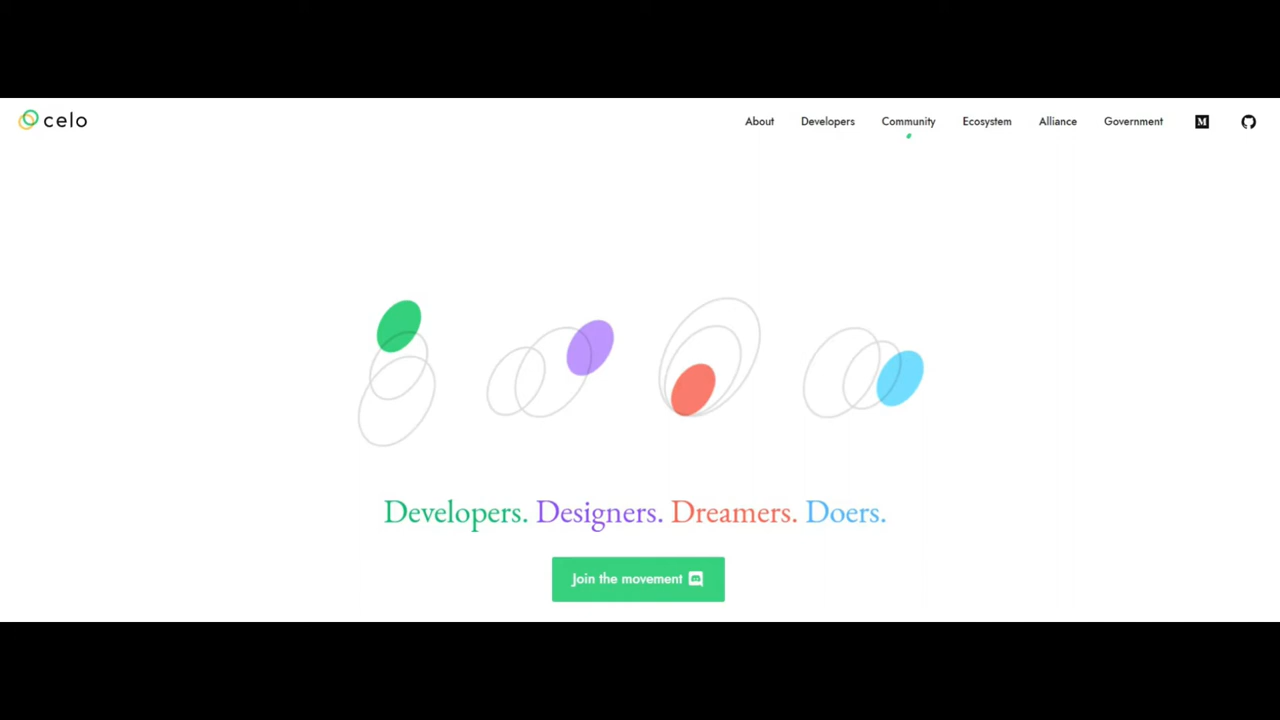 celo
About Developers Community Ecosystem Alliance Government M
Developers. Designers. Dreamers. Doers.
Join the movement